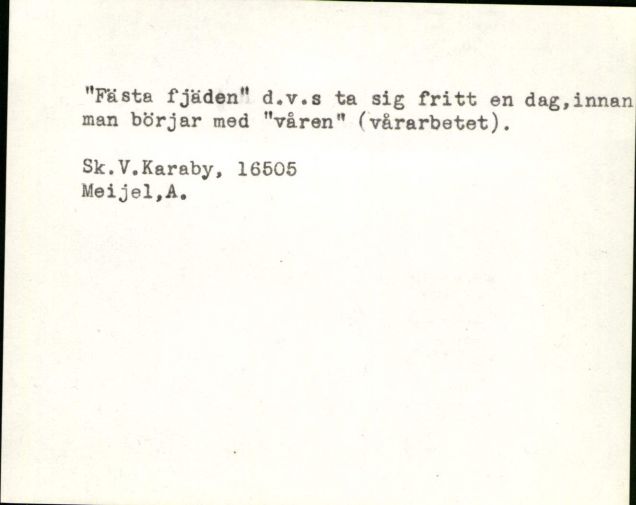 "Fästa fjäden" d.v.s ta sig fritt en dag,innan
man börjar med "våren" (vårarbetet).
Sk.V.Karaby, 16505
Meijel,A.